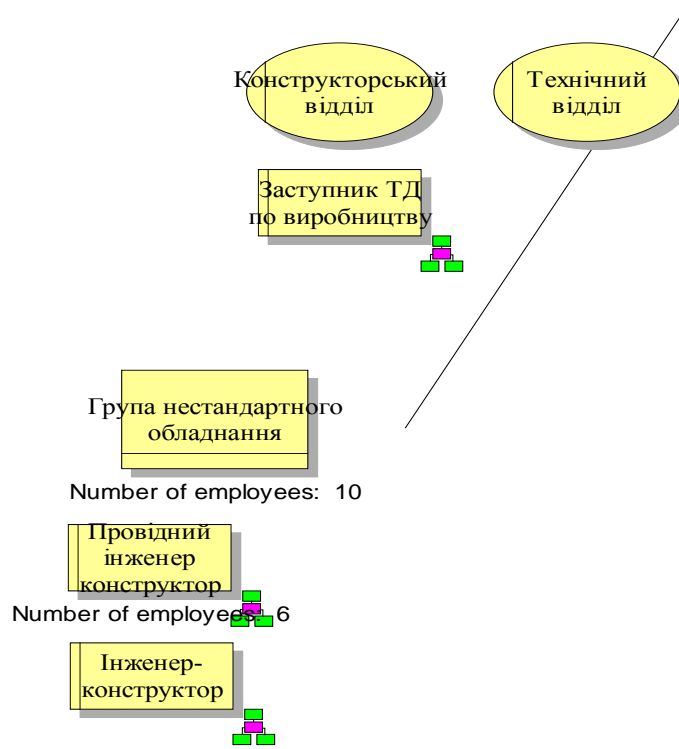 Конструкторський
відділ
Технічний
відділ
Заступник ТД
по виробництву
Група нестандартного
обладнання
Number of employees: 10
Провідний
інженер
конструктор
Number of employees: 6
Інженер-
конструктор